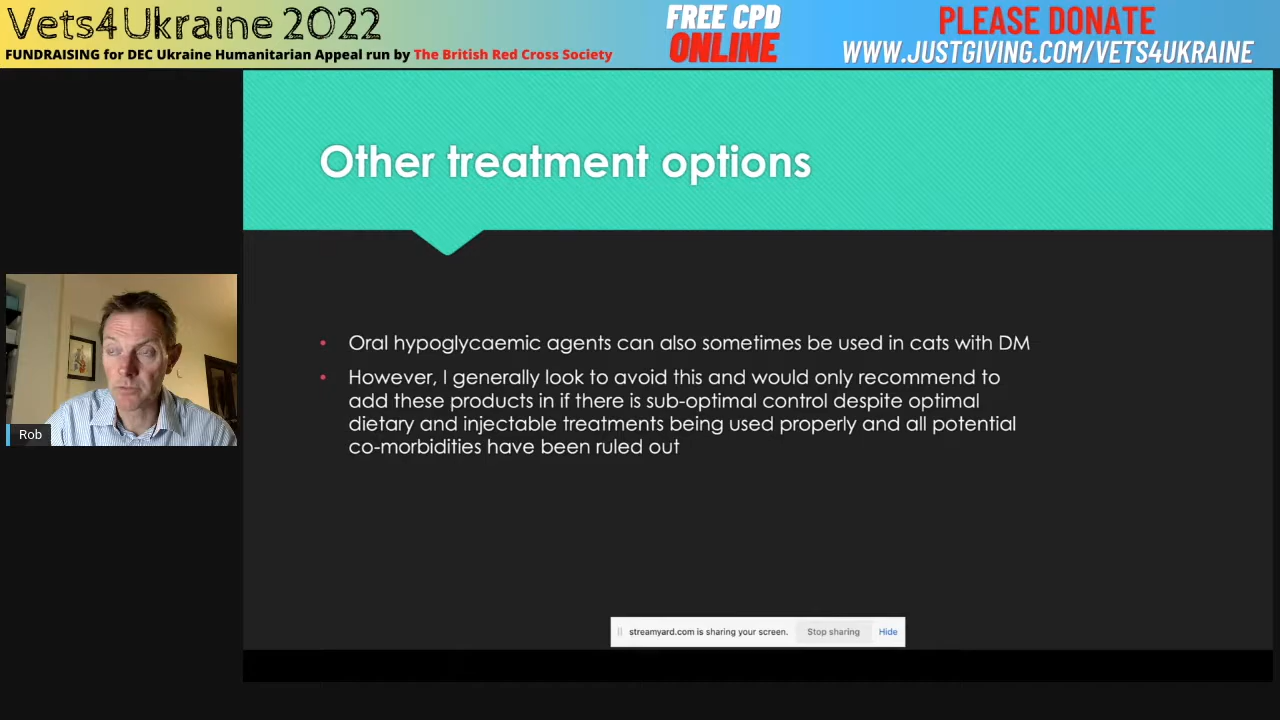 Vets4Ukraine 2022
FUNDRAISING for DEC Ukraine Humanitarian Appeal run by The British Red Cross Society
FREE CPD
ONLINE
PLEASE DONATE
WWW.JUSTGIVING.COM/VETS4UKRAINE
Other treatment options
• Oral hypoglycaemic agents can also sometimes be used in cats with DM
• However, I generally look to avoid this and would only recommend to
add these products in if there is sub-optimal control despite optimal
dietary and injectable treatments being used properly and all potential
co-morbidities have been ruled out
Rob
streamyard.com is sharing your screen. Stop sharing Hide